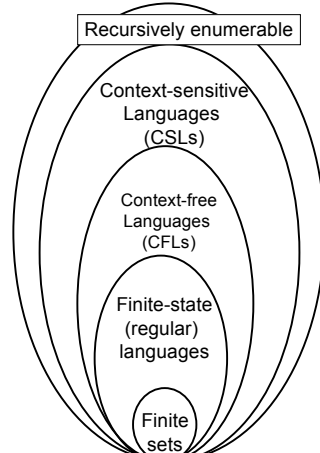 Recursively enumerable
Context-sensitive
Languages
(CSLs)
Context-free
Languages
(CFLs)
Finite-state
(regular)
languages
Finite
sets